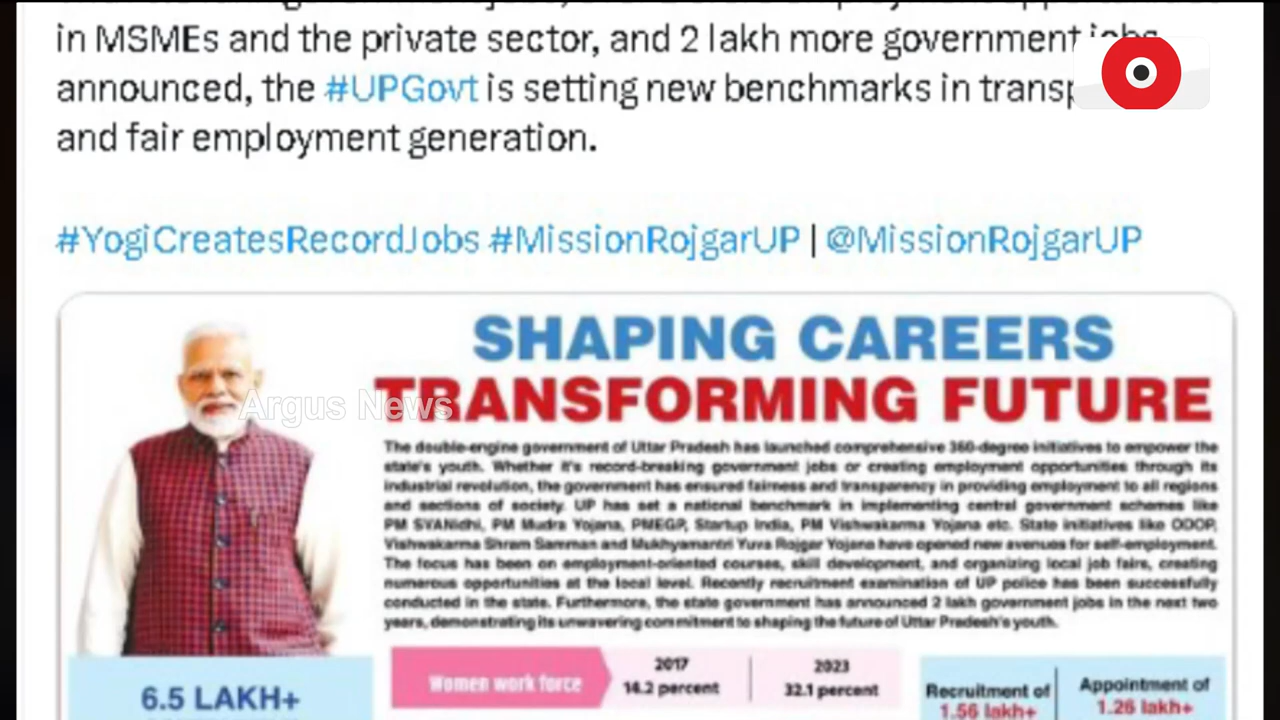 in MSMEs and the private sector, and 2 lakh more government jobs
announced, the #UPGovt is setting new benchmarks in
and fair employment generation.
#YogiCreatesRecordJobs #MissionRojgarUP | @MissionRojgarUP
SHAPING CAREERS
TRANSFORMING FUTURE
Argus News
The double-engine government of Uttar Pradesh has launched comprehensive 360-degree initiatives to empower the
state's youth. Whether it's record-breaking government jobs or creating employment opportunities through its
industrial revolution, the government has ensured fairness and transparency in providing employment to all regions
and sections of society. UP has set a national benchmark in implementing central government schemes like
PM SVANidhi, PM Mudra Yojana, PMEGP, Startup India, PM Vishwakarma Yojana etc. State initiatives like ODOP,
Vishwakarma Shram Samman and Mukhyamantri Yuva Rojgar Yojana have opened new avenues for self-employment.
The focus has been on employment-oriented courses, skill development, and organizing local job fairs, creating
numerous opportunities at the local level. Recently recruitment examination of UP police has been successfully
conducted in the state. Furthermore, the state government has announced 2 lakh government jobs in the next two
years, demonstrating its unwavering commitment to shaping the future of Uttar Pradesh's youth.
6.5 LAKH+
Women work force
2017
14.2 percent
2023
32.1 percent
Recruitment of
1.56 lakh+
Appointment of
1.26 lakh+